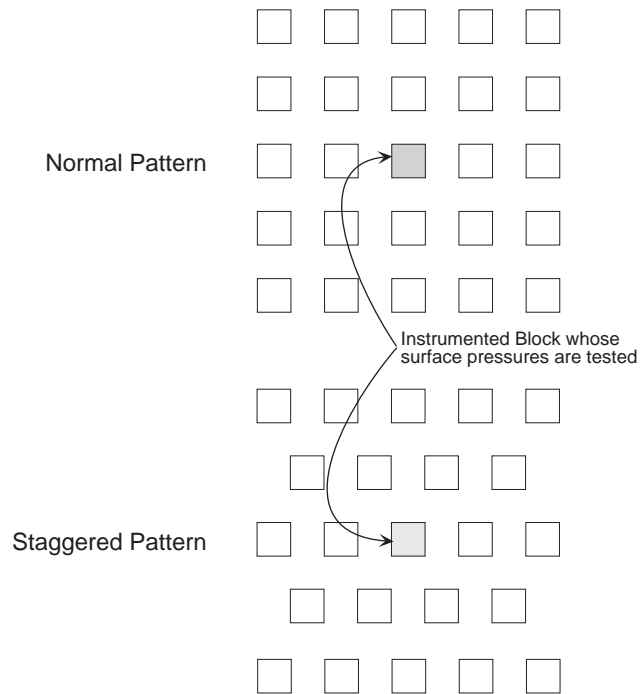 Normal Pattern
Instrumented Block whose
surface pressures are tested
Staggered Pattern